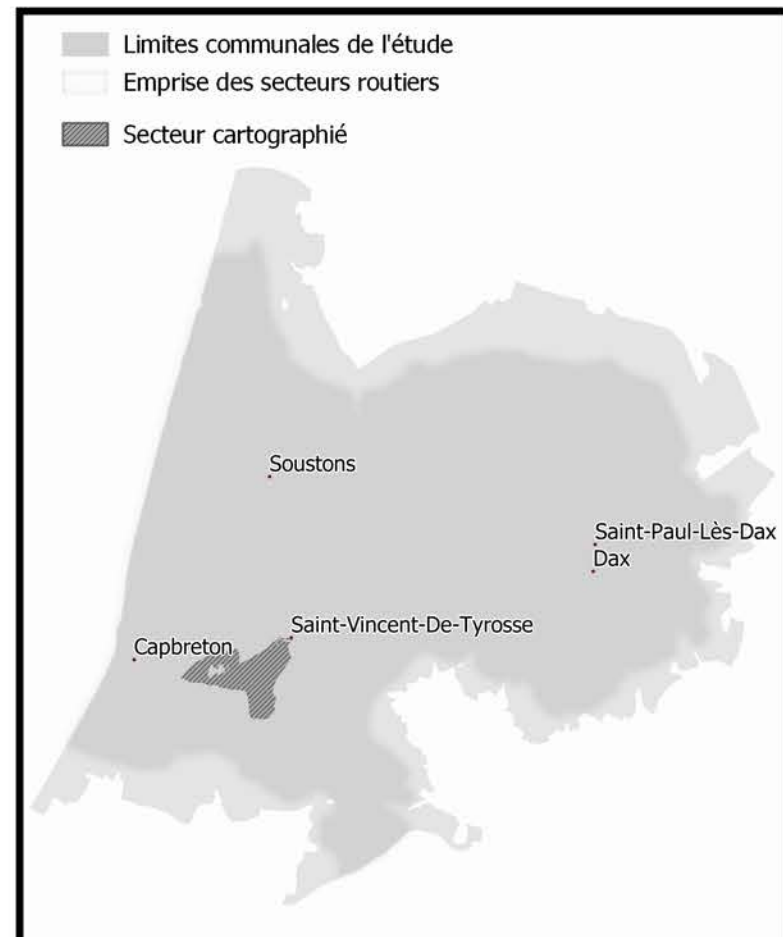 Limites communales de l'étude
Emprise des secteurs routiers
Secteur cartographié
Soustons
Saint-Paul-Lès-Dax
Dax
Saint-Vincent-De-Tyrosse
Capbreton